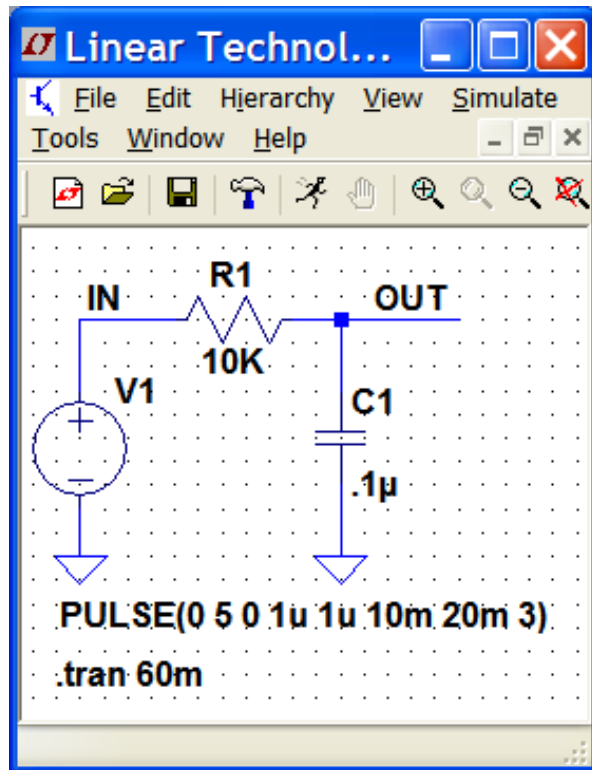 Linear Technol...
File Edit Hierarchy View Simulate
Tools Window Help
R1
IN
OUT
10K
V1
C1
.1µ
PULSE(0 5 0 1u 1u 10m 20m 3)
.tran 60m